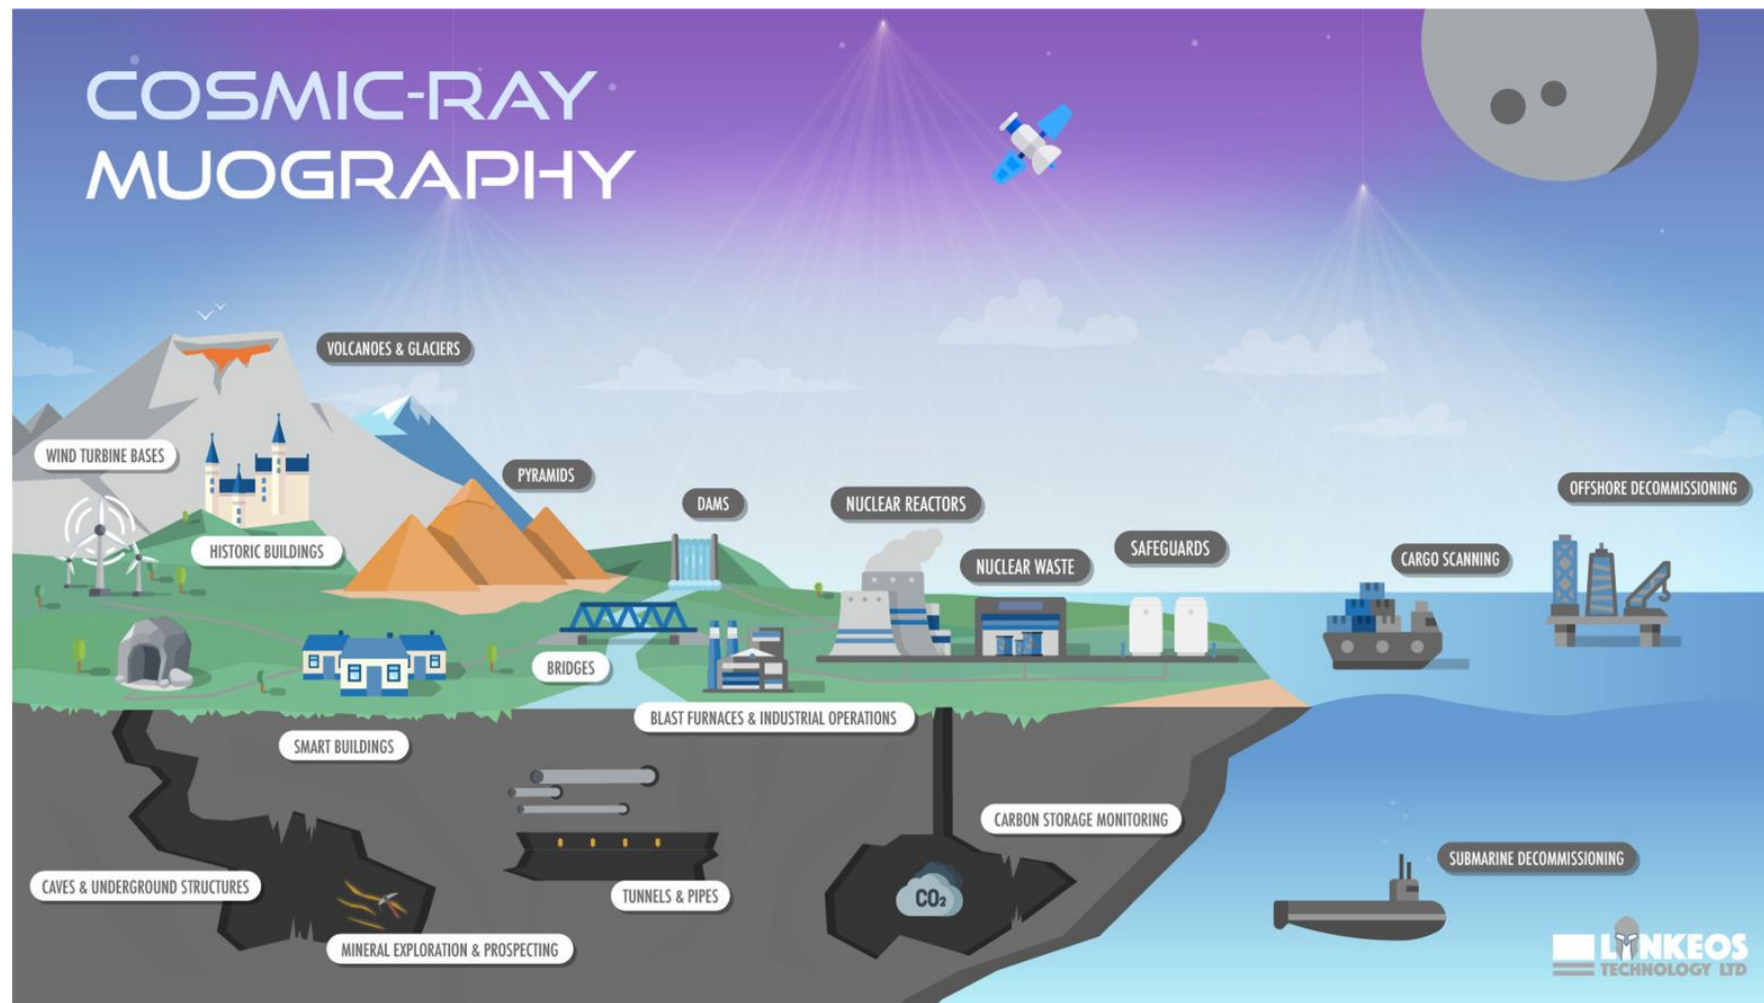 COSMIC-RAY
MUOGRAPHY
VOLCANOES & GLACIERS
WIND TURBINE BASES
PYRAMIDS
DAMS
NUCLEAR REACTORS
OFFSHORE DECOMMISSIONING
HISTORIC BUILDINGS
NUCLEAR WASTE
SAFEGUARDS
CARGO SCANNING
BRIDGES
BLAST FURNACES & INDUSTRIAL OPERATIONS
SMART BUILDINGS
CARBON STORAGE MONITORING
SUBMARINE DECOMMISSIONING
CAVES & UNDERGROUND STRUCTURES
TUNNELS & PIPES
CO₂
MINERAL EXPLORATION & PROSPECTING
LYNKEOS
TECHNOLOGY LTD